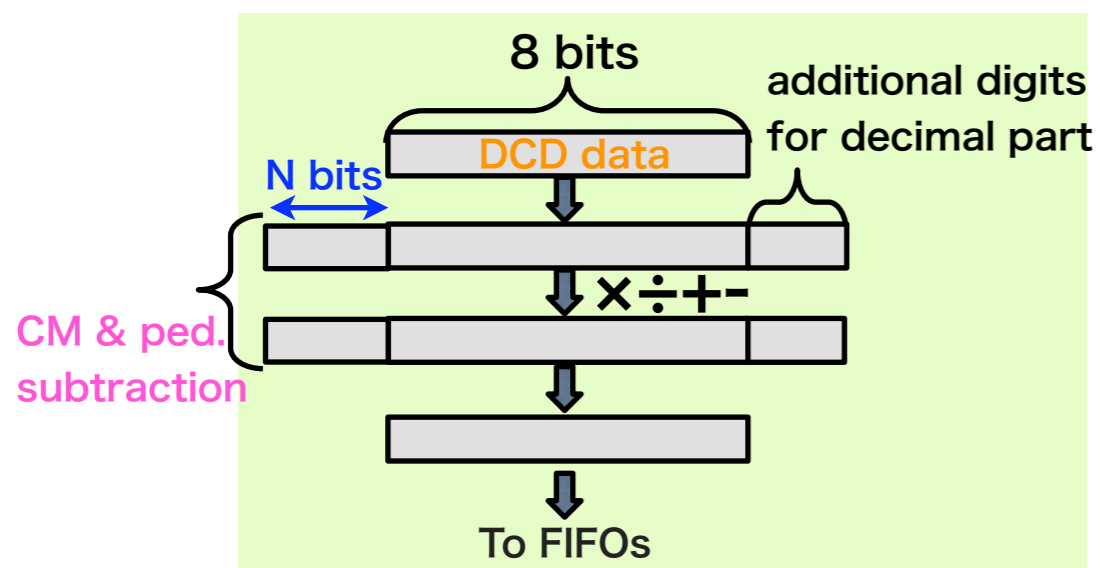 8 bits
additional digits
for decimal part
DCD data
N bits
×÷+-
CM & ped.
subtraction
To FIFOs